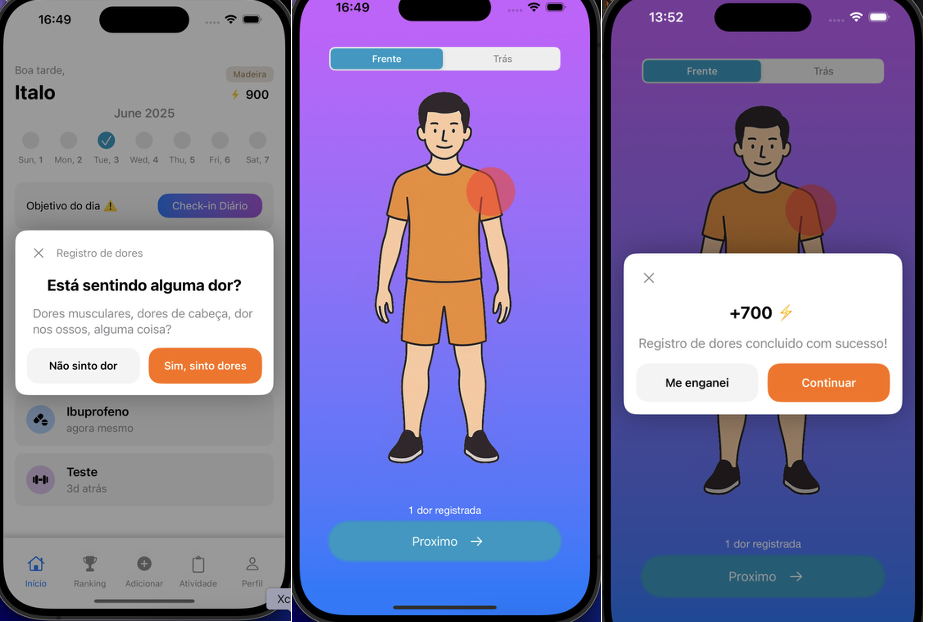 16:49
Boa tarde,
Italo
Madeira
⚡ 900
June 2025
Sun, 1 Mon, 2 Tue, 3 Wed, 4 Thu, 5 Fri, 6 Sat, 7
Objetivo do dia ⚠️
Check-in Diário
Registro de dores
Está sentindo alguma dor?
Dores musculares, dores de cabeça, dor
nos ossos, alguma coisa?
Não sinto dor
Sim, sinto dores
Ibuprofeno
agora mesmo
Teste
3d atrás
Início Ranking Adicionar Atividade Perfil
Xc
16:49
Frente Trás
1 dor registrada
Proximo →
13:52
Frente Trás
+700 ⚡
Registro de dores concluido com sucesso!
Me enganei
Continuar
1 dor registrada
Proximo →